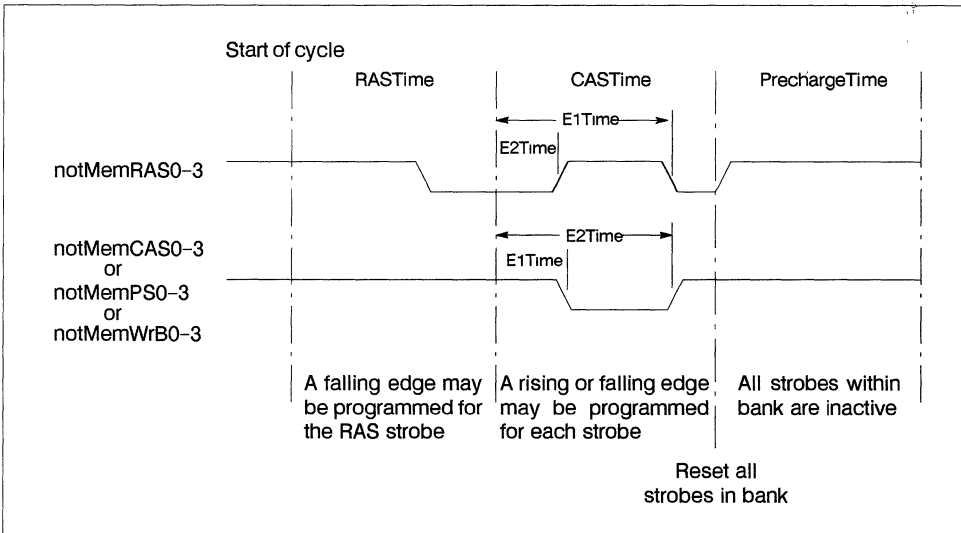 Start of cycle
RASTime
CASTime
PrechargeTime
E1Time
E2Time
notMemRAS0-3
notMemCAS0-3
or
notMemPS0-3
or
notMemWrB0-3
E2Time
E1Time
A falling edge may
be programmed for
the RAS strobe
A rising or falling edge
may be programmed
for each strobe
All strobes within
bank are inactive
Reset all
strobes in bank